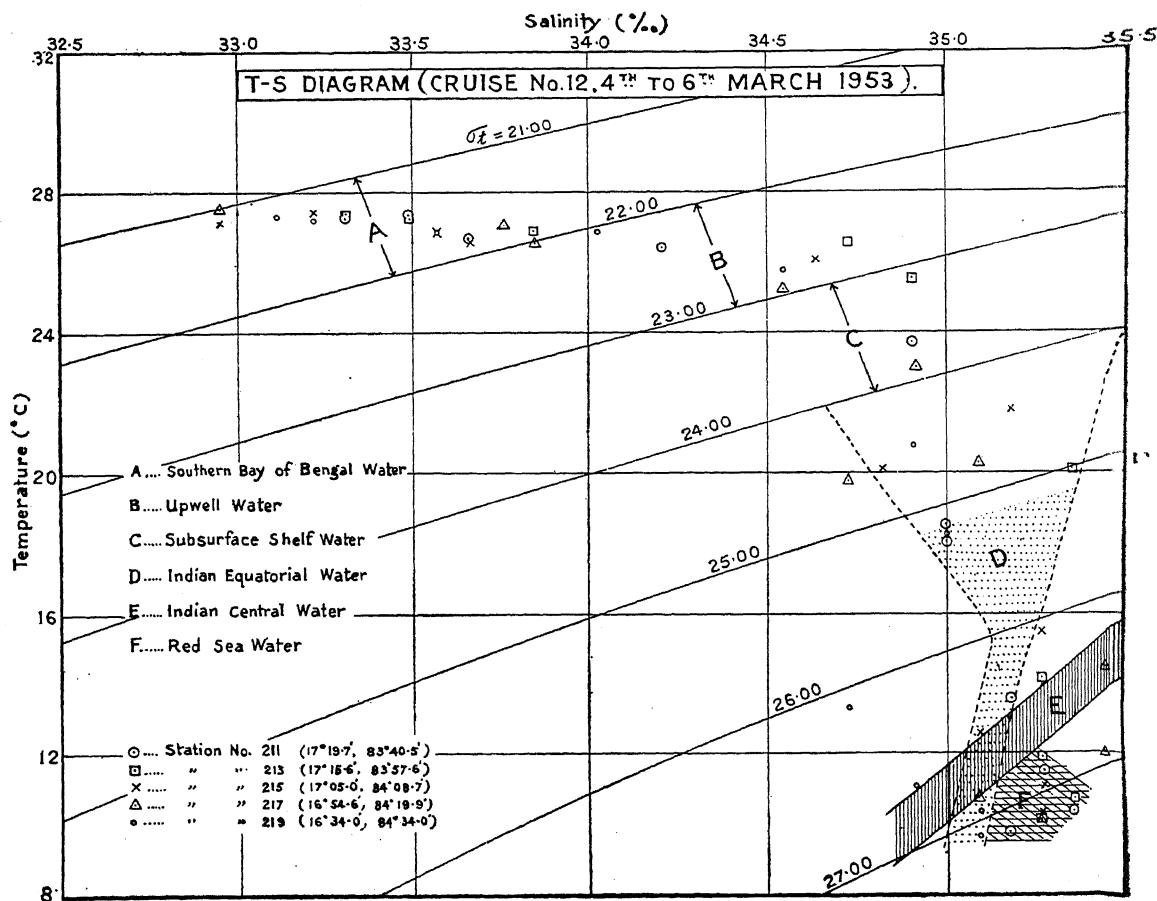 Salinity (‰)
32.5 33.0 33.5 34.0 34.5 35.0 35.5
T-S DIAGRAM (CRUISE No.12, 4TH TO 6TH MARCH 1953).
σt = 21.00
22.00
23.00
24.00
25.00
26.00
27.00
A
B
C
D
E
F
Temperature (°C)
32
28
24
20
16
12
8
A.... Southern Bay of Bengal Water
B..... Upwell Water
C..... Subsurface Shelf Water
D..... Indian Equatorial Water
E..... Indian Central Water
F...... Red Sea Water
⊙.... Station No. 211 (17°19.7', 83°40.5')
⊡..... " " 213 (17°15.6', 83°57.6')
×..... " " 215 (17°05.0', 84°08.7')
△..... " " 217 (16°54.6', 84°19.9')
∘..... " " 219 (16°34.0', 84°34.0')